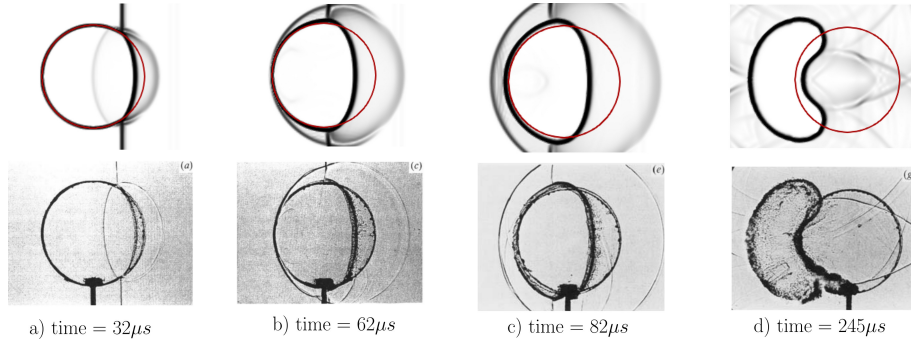 (a)
(c)
(e)
(g
a) time = 32μs
b) time = 62μs
c) time = 82μs
d) time = 245μs